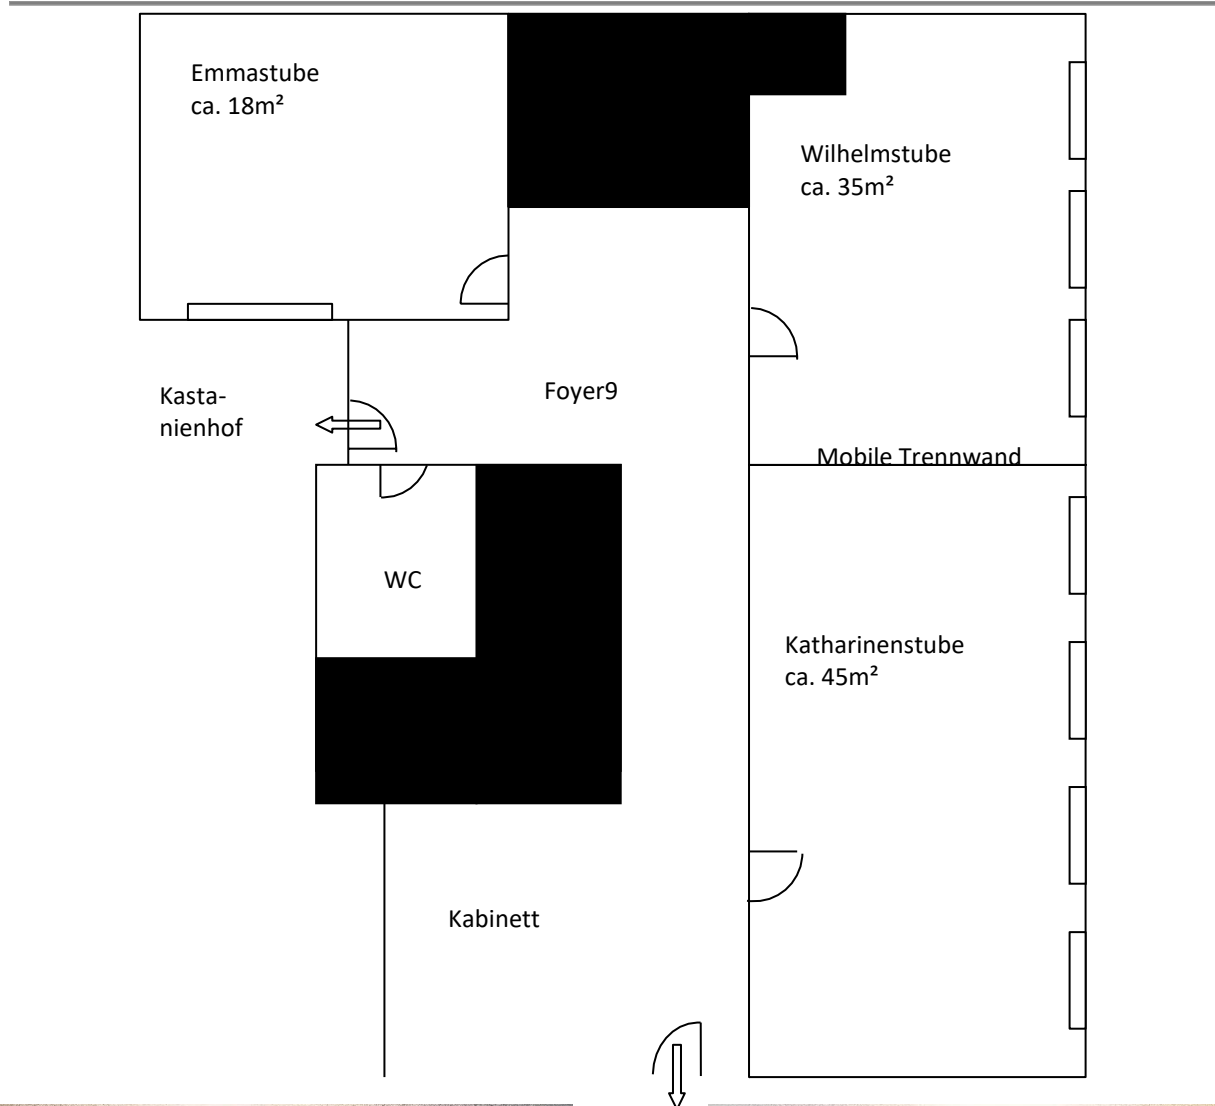 Emmastube
ca. 18m²
Wilhelmstube
ca. 35m²
Foyer9
Kasta-
nienhof
Mobile Trennwand
WC
Katharinenstube
ca. 45m²
Kabinett